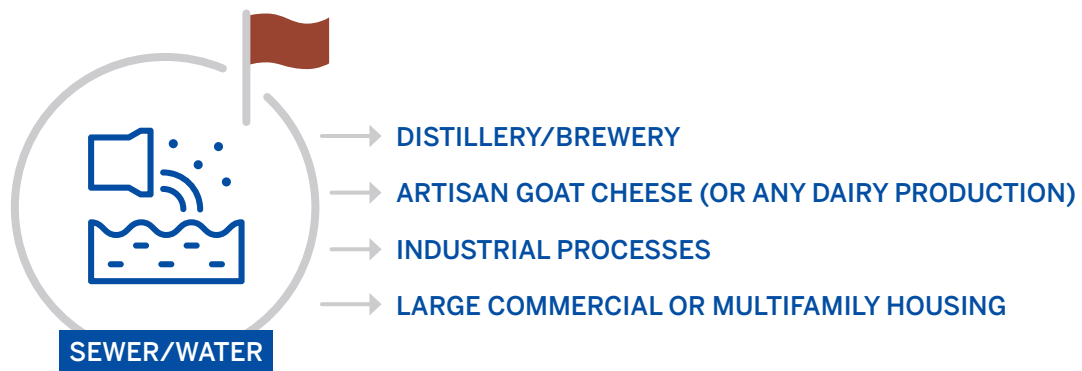 DISTILLERY/BREWERY
ARTISAN GOAT CHEESE (OR ANY DAIRY PRODUCTION)
INDUSTRIAL PROCESSES
LARGE COMMERCIAL OR MULTIFAMILY HOUSING
SEWER/WATER